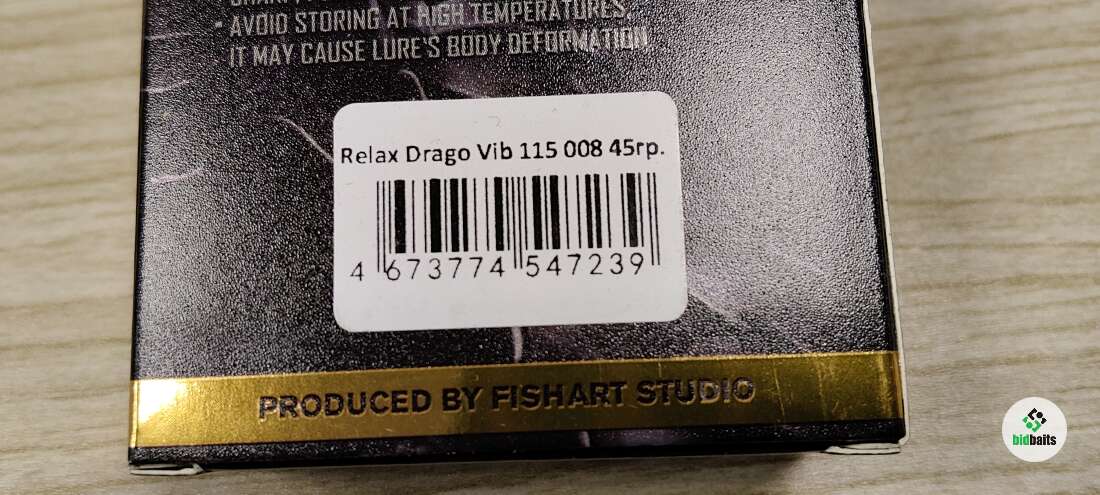 • AVOID STORING AT HIGH TEMPERATURES,
IT MAY CAUSE LURE'S BODY DEFORMATION
Relax Drago Vib 115 008 45гр.
4 673774 547239
PRODUCED BY FISHART STUDIO
bidbaits